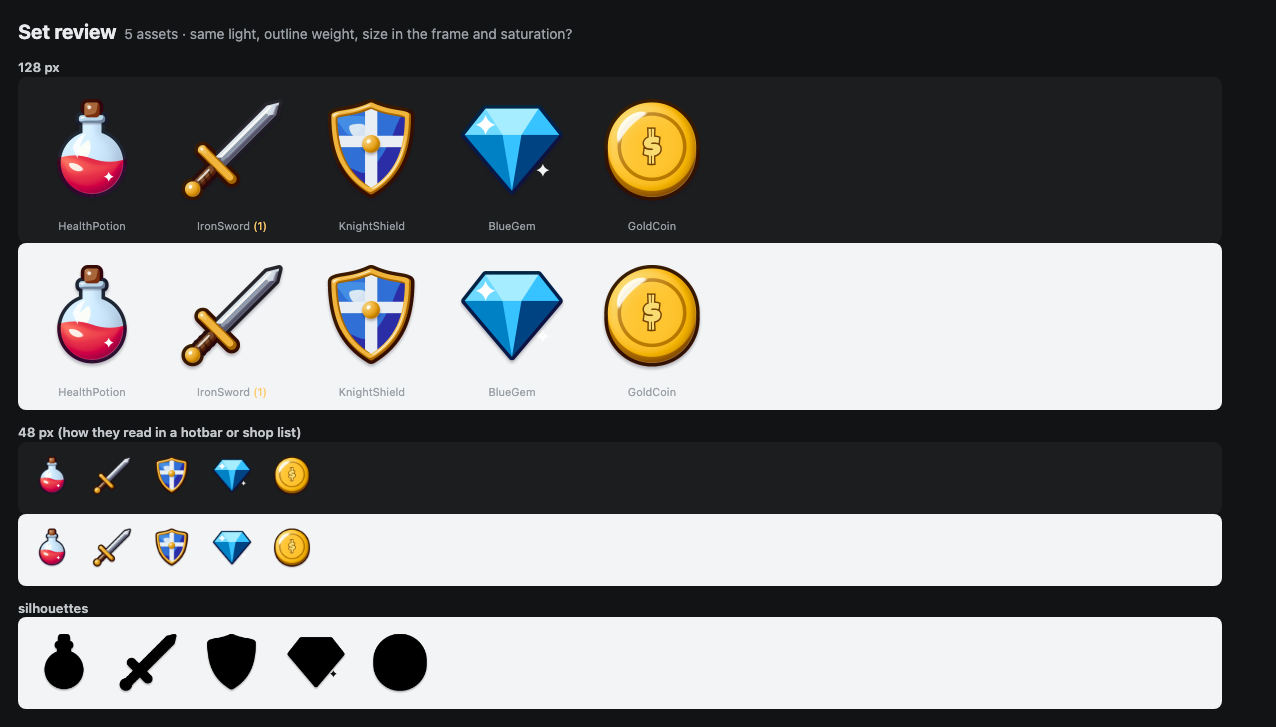 Set review 5 assets · same light, outline weight, size in the frame and saturation?
128 px
HealthPotion IronSword (1) KnightShield BlueGem GoldCoin
HealthPotion IronSword (1) KnightShield BlueGem GoldCoin
48 px (how they read in a hotbar or shop list)
silhouettes